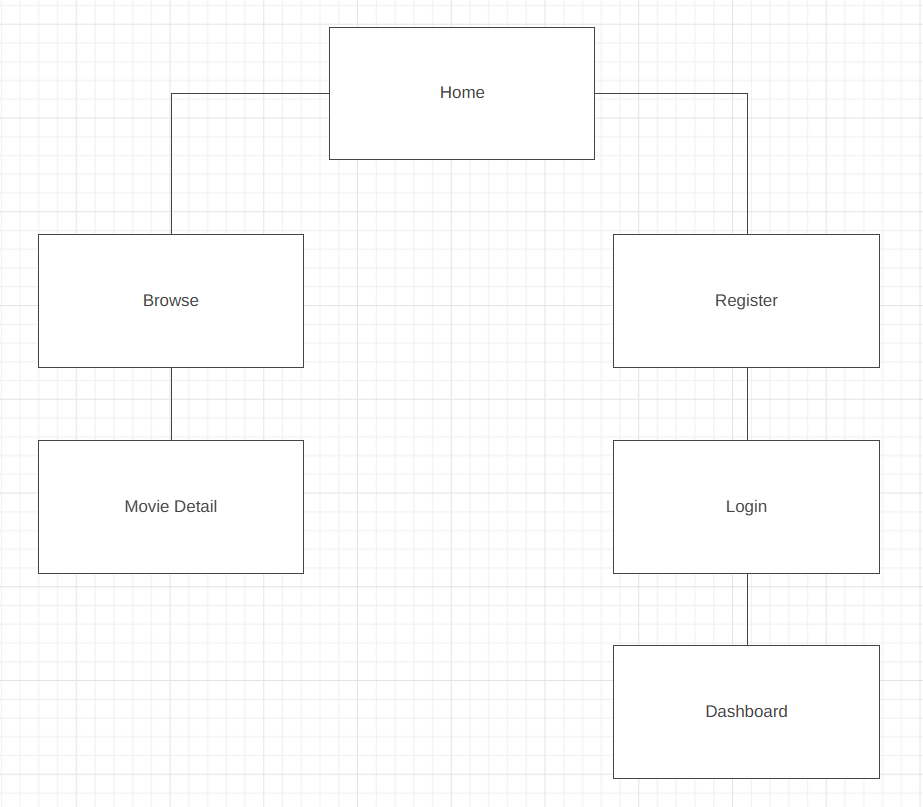 Home
Browse
Register
Movie Detail
Login
Dashboard